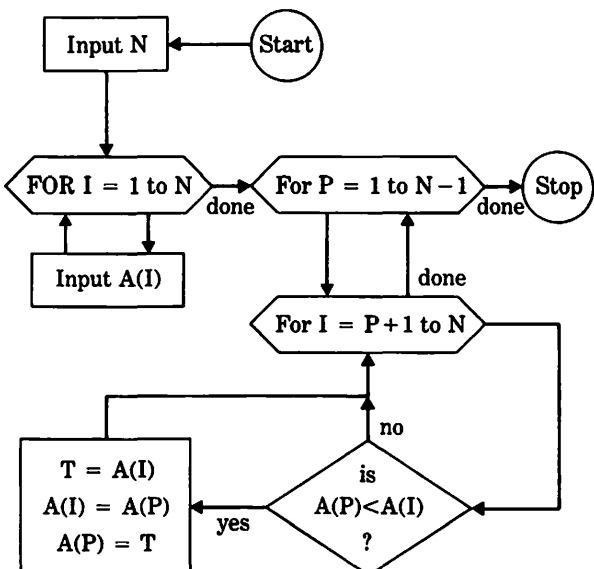 Input N
Start
FOR I = 1 to N
done
For P = 1 to N-1
done
Stop
Input A(I)
done
For I = P+1 to N
no
T = A(I)
A(I) = A(P)
A(P) = T
yes
is
A(P)<A(I)
?